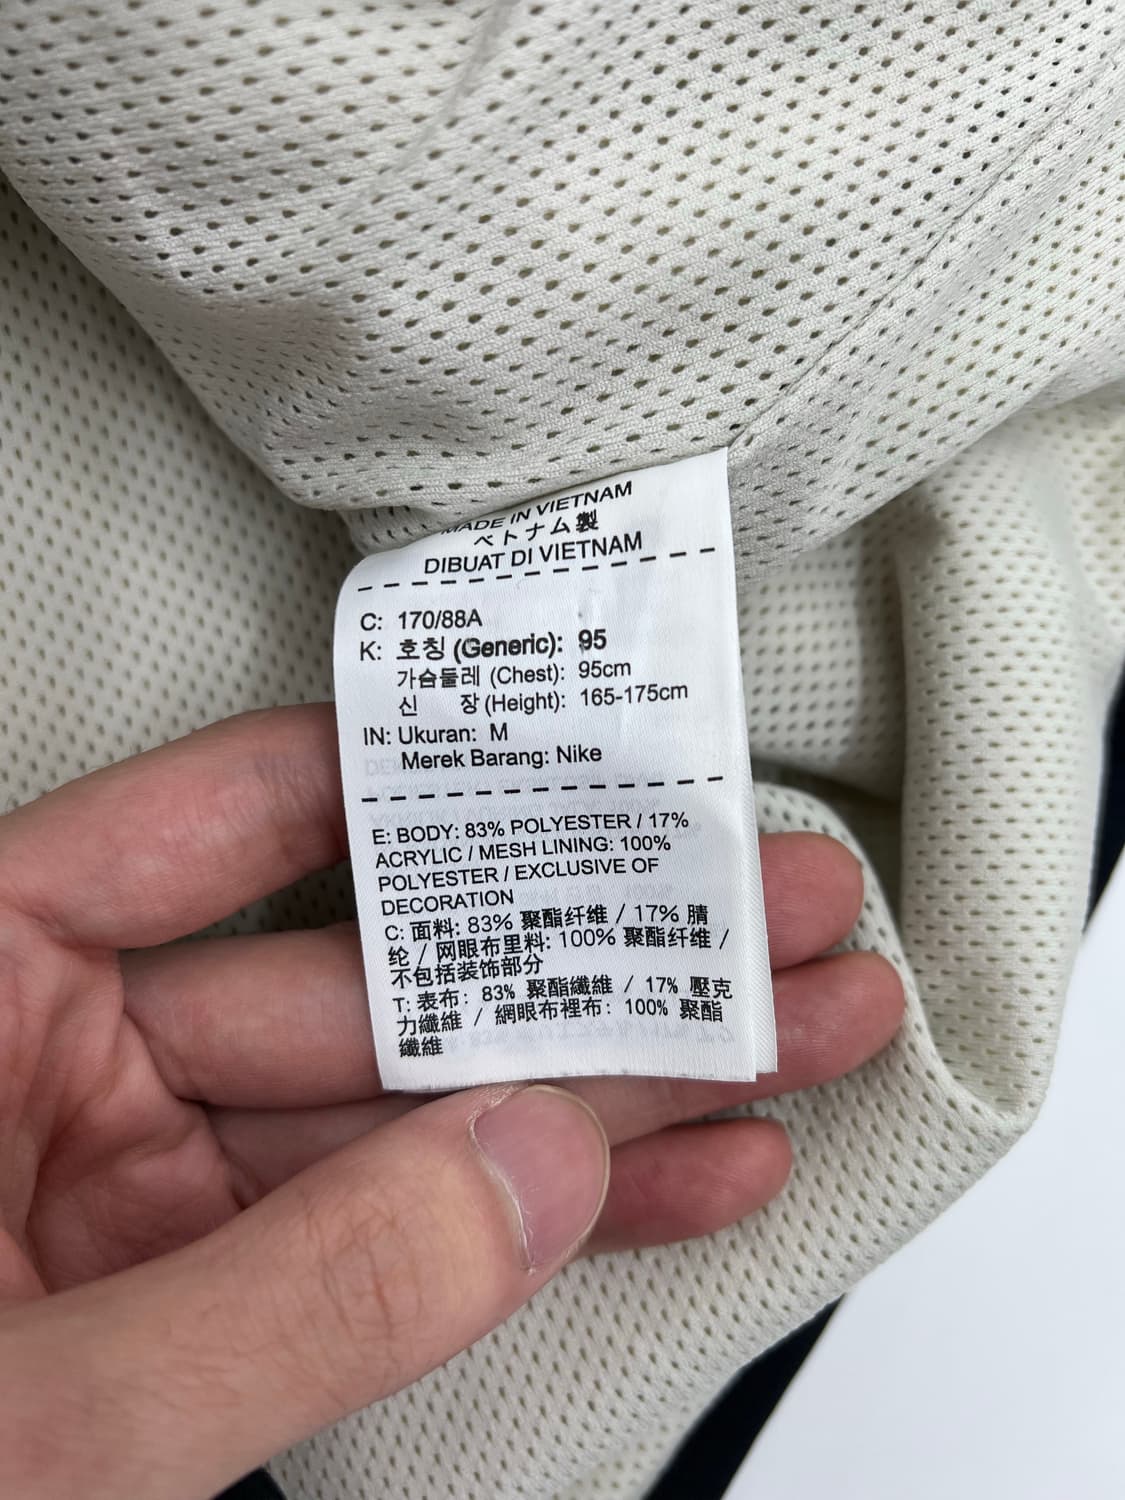 MADE IN VIETNAM
ベトナム製
DIBUAT DI VIETNAM
C: 170/88A
K: 호칭 (Generic): 95
가슴둘레 (Chest): 95cm
신 장 (Height): 165-175cm
IN: Ukuran: M
Merek Barang: Nike
E: BODY: 83% POLYESTER / 17%
ACRYLIC / MESH LINING: 100%
POLYESTER / EXCLUSIVE OF
DECORATION
C: 面料: 83% 聚酯纤维 / 17% 腈
纶 / 网眼布里料: 100% 聚酯纤维 /
不包括装饰部分
T: 表布: 83% 聚酯纖維 / 17% 壓克
力纖維 / 網眼布裡布: 100% 聚酯
纖維